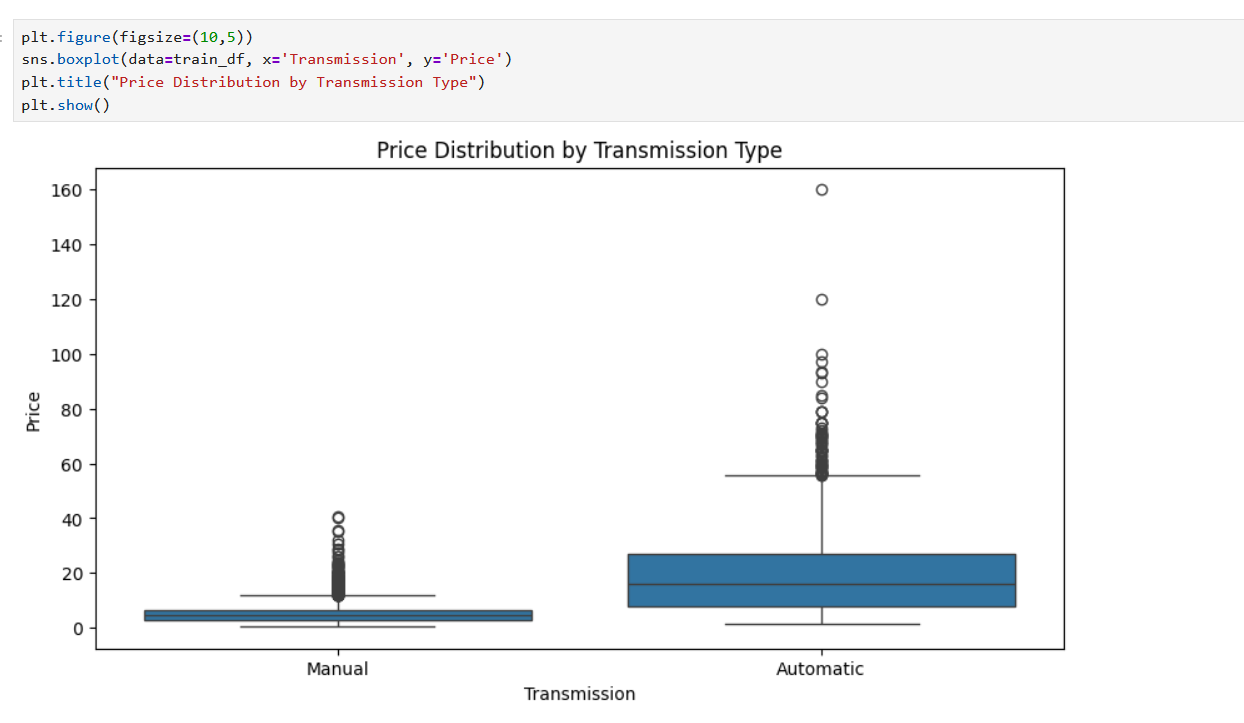 plt.figure(figsize=(10,5))
sns.boxplot(data=train_df, x='Transmission', y='Price')
plt.title("Price Distribution by Transmission Type")
plt.show()
Price Distribution by Transmission Type
160
140
120
100
80
60
40
20
0
Price
Manual
Automatic
Transmission